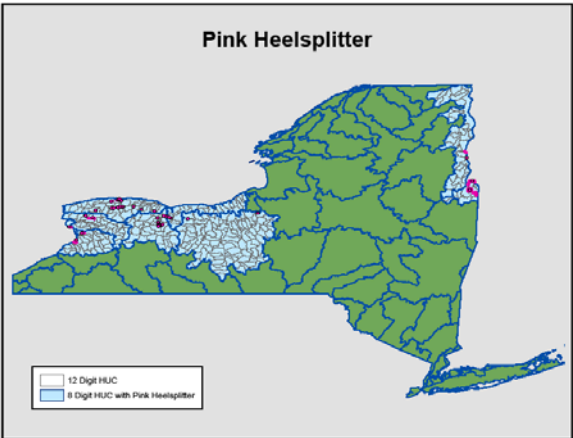 Pink Heelsplitter
12 Digit HUC
8 Digit HUC with Pink Heelsplitter